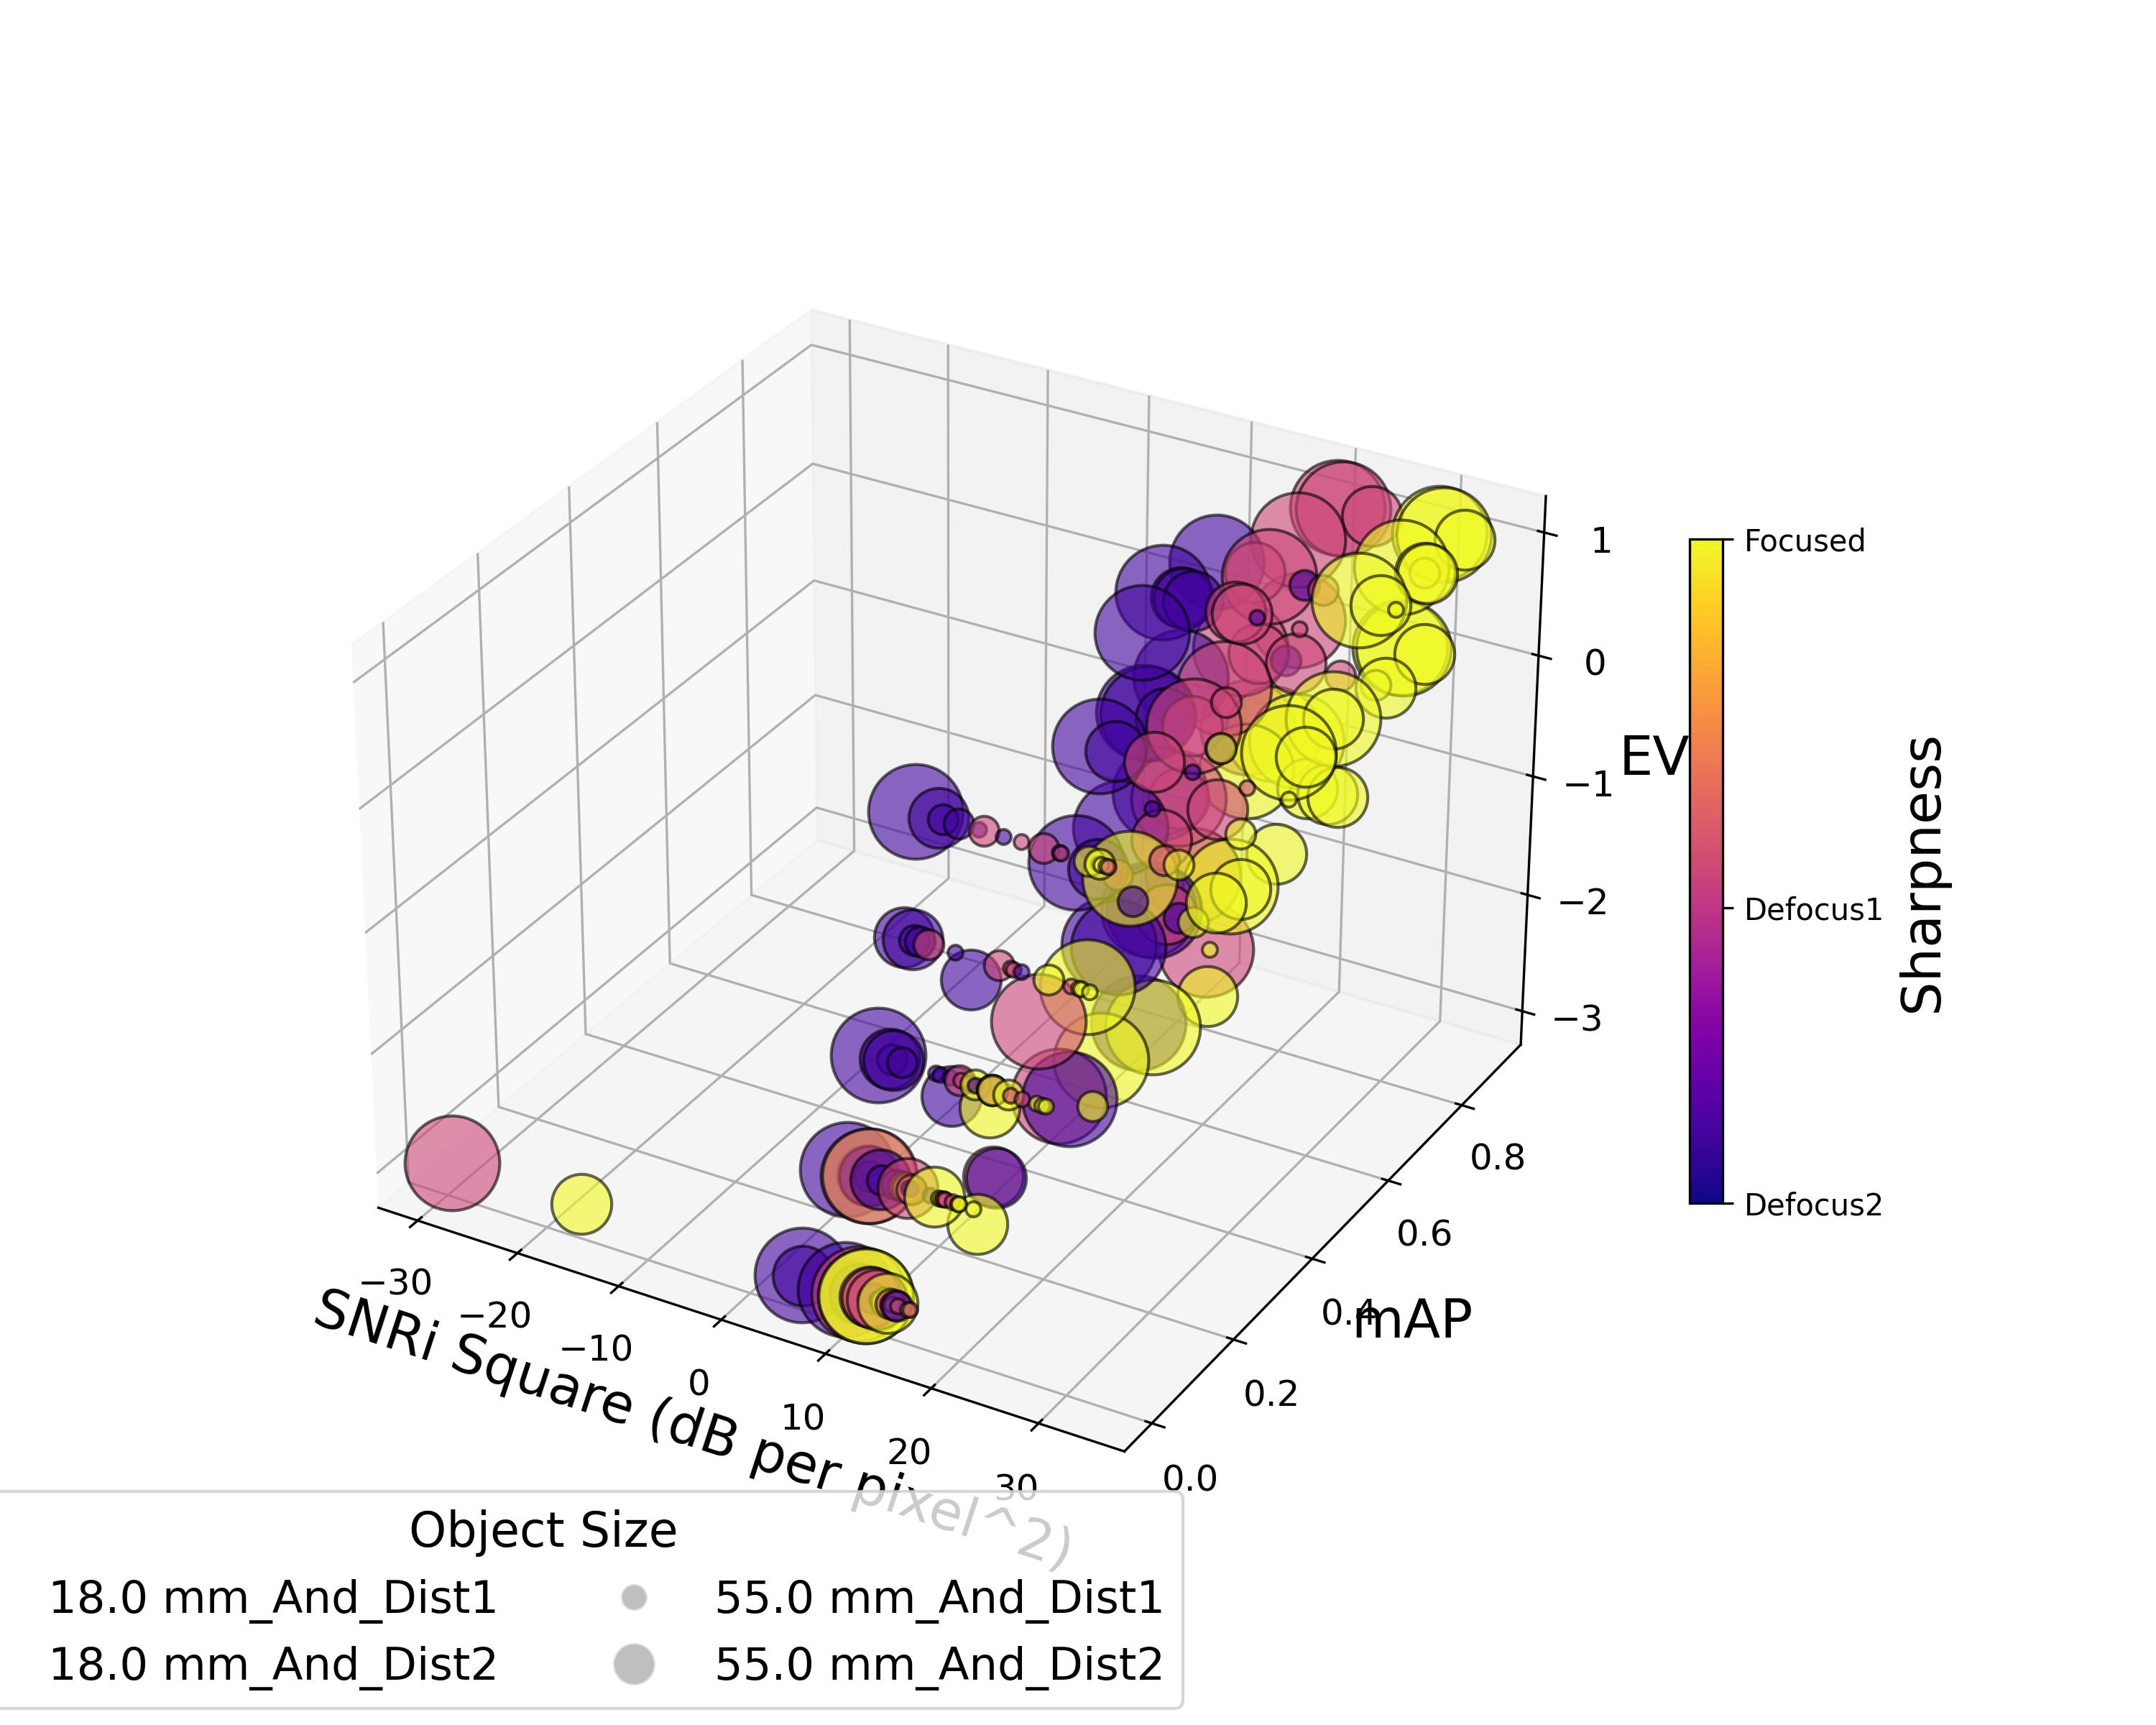 1
0
−1
−2
−3
EV
Focused
Defocus1
Defocus2
Sharpness
0.8
0.6
0.4
0.2
0.0
mAP
−30
−20
−10
0
10
20
30
SNRi Square (dB per pixel^2)
Object Size
18.0 mm_And_Dist1
55.0 mm_And_Dist1
18.0 mm_And_Dist2
55.0 mm_And_Dist2